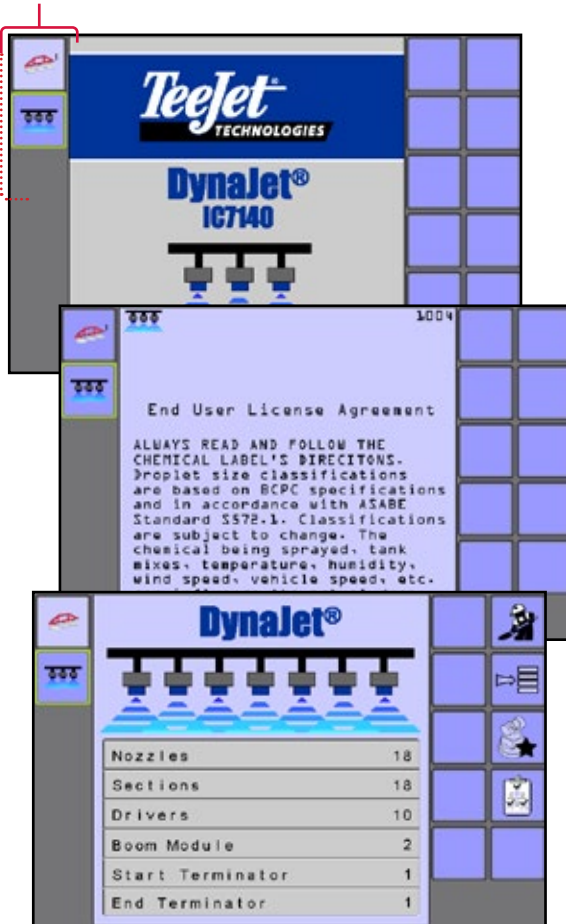 TeeJet®
TECHNOLOGIES
DynaJet®
IC7140
1004
End User License Agreement
ALWAYS READ AND FOLLOW THE
CHEMICAL LABEL'S DIRECITONS.
Droplet size classifications
are based on BCPC specifications
and in accordance with ASABE
Standard S572.1. Classifications
are subject to change. The
chemical being sprayed, tank
mixes, temperature, humidity,
wind speed, vehicle speed, etc.
DynaJet®
Nozzles 18
Sections 18
Drivers 10
Boom Module 2
Start Terminator 1
End Terminator 1